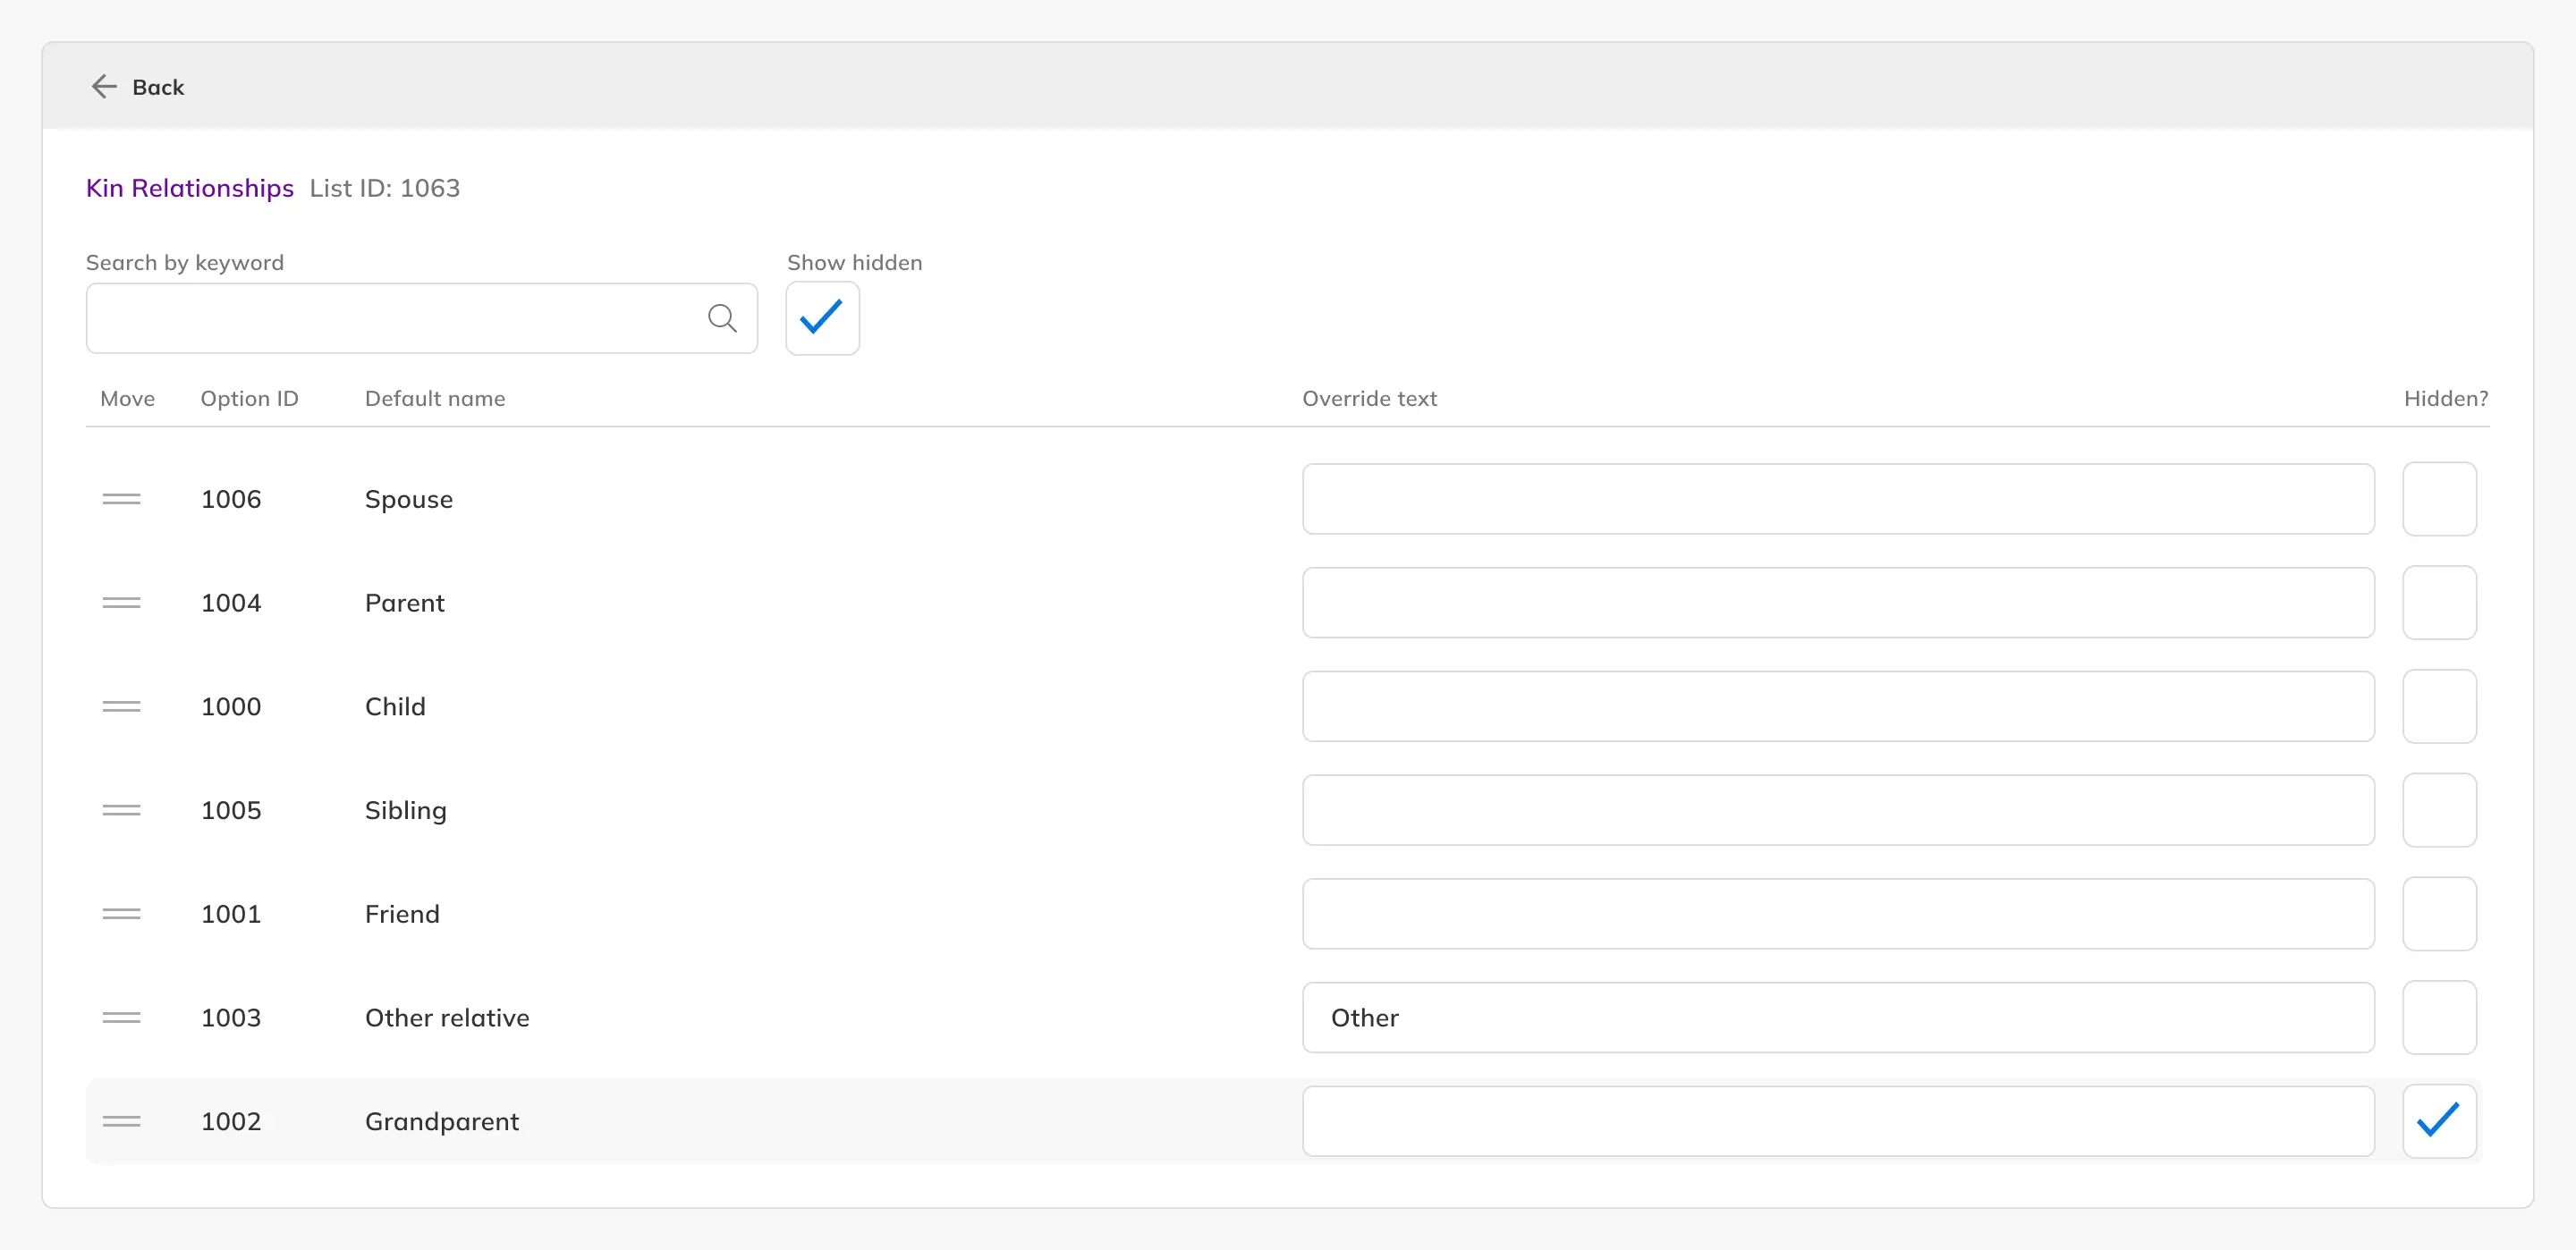 Back
Kin Relationships List ID: 1063
Search by keyword Show hidden
Move Option ID Default name Override text Hidden?
1006 Spouse
1004 Parent
1000 Child
1005 Sibling
1001 Friend
1003 Other relative Other
1002 Grandparent